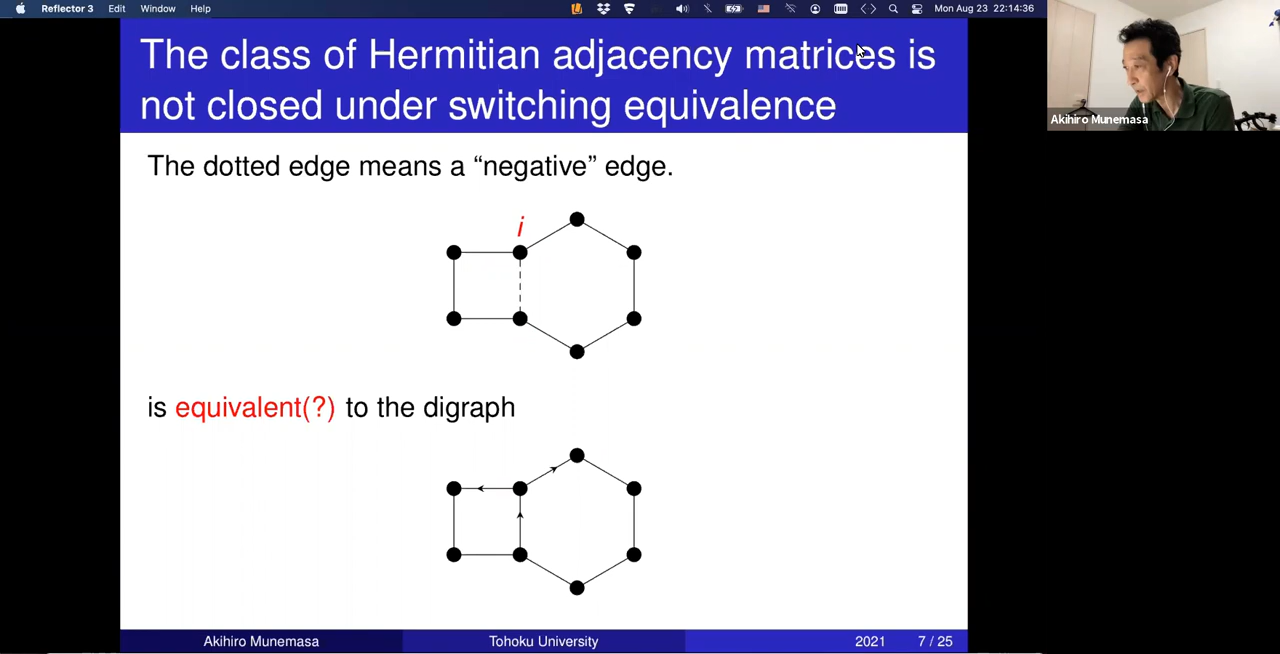 Reflector 3 Edit Window Help Mon Aug 23 22:14:36
The class of Hermitian adjacency matrices is
not closed under switching equivalence
Akihiro Munemasa
The dotted edge means a “negative” edge.
i
is equivalent(?) to the digraph
Akihiro Munemasa Tohoku University 2021 7 / 25